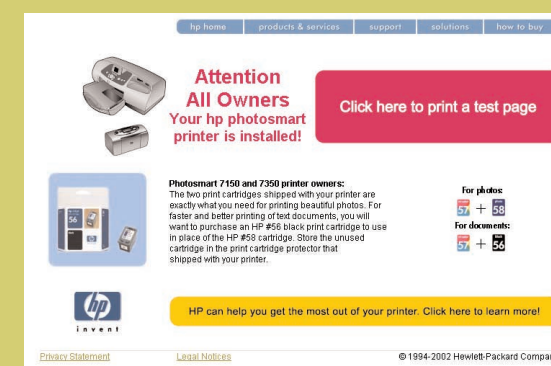 hp home products & services support solutions how to buy
Attention
All Owners
Your hp photosmart
printer is installed!
Click here to print a test page
Photosmart 7150 and 7350 printer owners:
The two print cartridges shipped with your printer are
exactly what you need for printing beautiful photos. For
faster and better printing of text documents, you will
want to purchase an HP #56 black print cartridge to use
in place of the HP #58 cartridge. Store the unused
cartridge in the print cartridge protector that
shipped with your printer.
For photos:
57 + 58
For documents:
57 + 56
56
hp
invent
HP can help you get the most out of your printer. Click here to learn more!
Privacy Statement Legal Notices © 1994-2002 Hewlett-Packard Compa